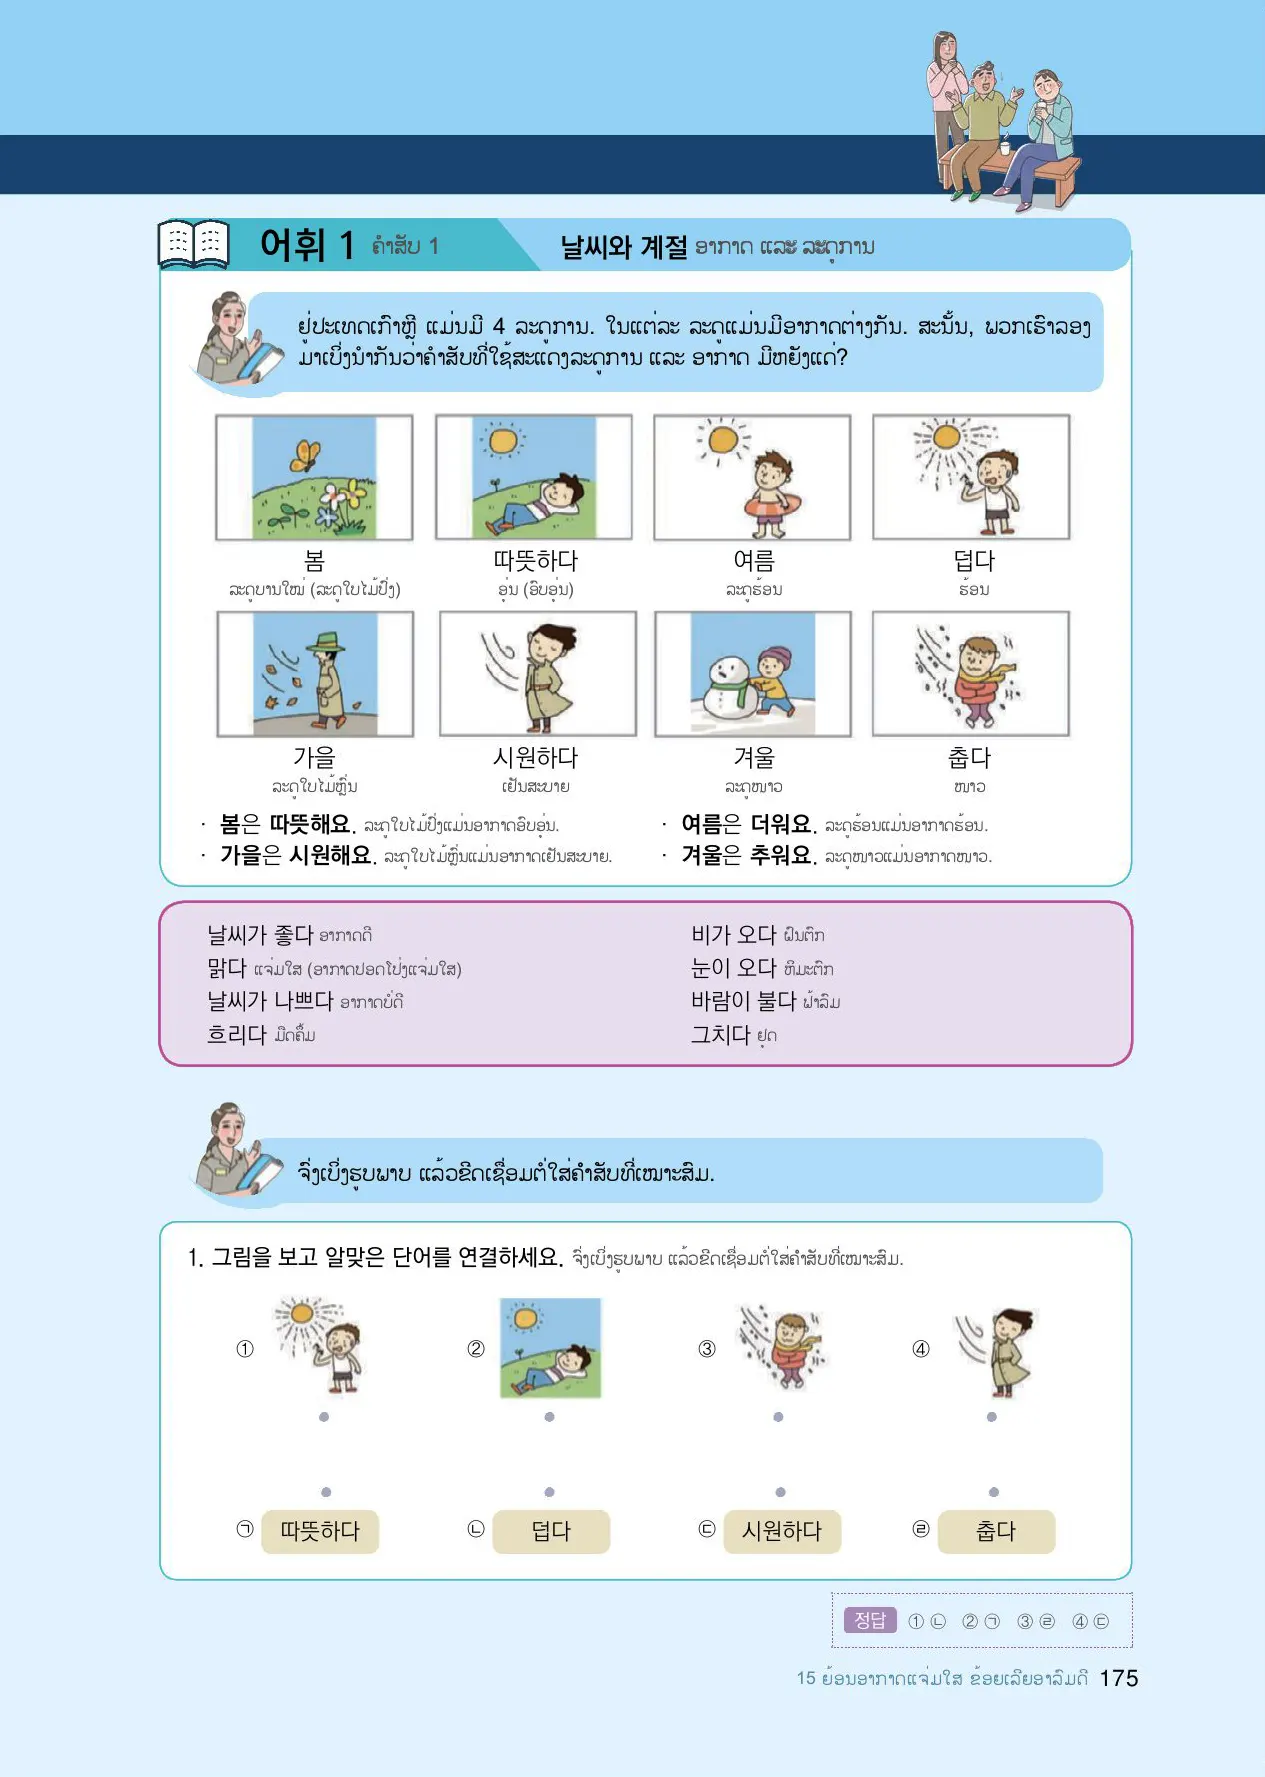 어휘 1 ຄຳສັບ 1 날씨와 계절 ອາກາດ ແລະ ລະດູການ
ຢູ່ປະເທດເກົາຫຼີ ແມ່ນມີ 4 ລະດູການ. ໃນແຕ່ລະ ລະດູແມ່ນມີອາກາດຕ່າງກັນ. ສະນັ້ນ, ພວກເຮົາລອງ
ມາເບິ່ງນຳກັນວ່າຄຳສັບທີ່ໃຊ້ສະແດງລະດູການ ແລະ ອາກາດ ມີຫຍັງແດ່?
봄 따뜻하다 여름 덥다
ລະດູບານໃໝ່ (ລະດູໃບໄມ້ປົ່ງ) ອຸ່ນ (ອົບອຸ່ນ) ລະດູຮ້ອນ ຮ້ອນ
가을 시원하다 겨울 춥다
ລະດູໃບໄມ້ຫຼົ່ນ ເຢັນສະບາຍ ລະດູໜາວ ໜາວ
· 봄은 따뜻해요. ລະດູໃບໄມ້ປົ່ງແມ່ນອາກາດອົບອຸ່ນ. · 여름은 더워요. ລະດູຮ້ອນແມ່ນອາກາດຮ້ອນ.
· 가을은 시원해요. ລະດູໃບໄມ້ຫຼົ່ນແມ່ນອາກາດເຢັນສະບາຍ. · 겨울은 추워요. ລະດູໜາວແມ່ນອາກາດໜາວ.
날씨가 좋다 ອາກາດດີ 비가 오다 ຝົນຕົກ
맑다 ແຈ່ມໃສ (ອາກາດປອດໂປ່ງແຈ່ມໃສ) 눈이 오다 ຫິມະຕົກ
날씨가 나쁘다 ອາກາດບໍ່ດີ 바람이 불다 ຟ້າລົມ
흐리다 ມືດຄຶ້ມ 그치다 ຢຸດ
ຈົ່ງເບິ່ງຮູບພາບ ແລ້ວຂີດເຊື່ອມຕໍ່ໃສ່ຄຳສັບທີ່ເໝາະສົມ.
1. 그림을 보고 알맞은 단어를 연결하세요. ຈົ່ງເບິ່ງຮູບພາບ ແລ້ວຂີດເຊື່ອມຕໍ່ໃສ່ຄຳສັບທີ່ເໝາະສົມ.
① ② ③ ④
㉠ 따뜻하다 ㉡ 덥다 ㉢ 시원하다 ㉣ 춥다
정답 ① ㉡ ② ㉠ ③ ㉣ ④ ㉢
15 ຍ້ອນອາກາດແຈ່ມໃສ ຂ້ອຍເລີຍອາລົມດີ 175